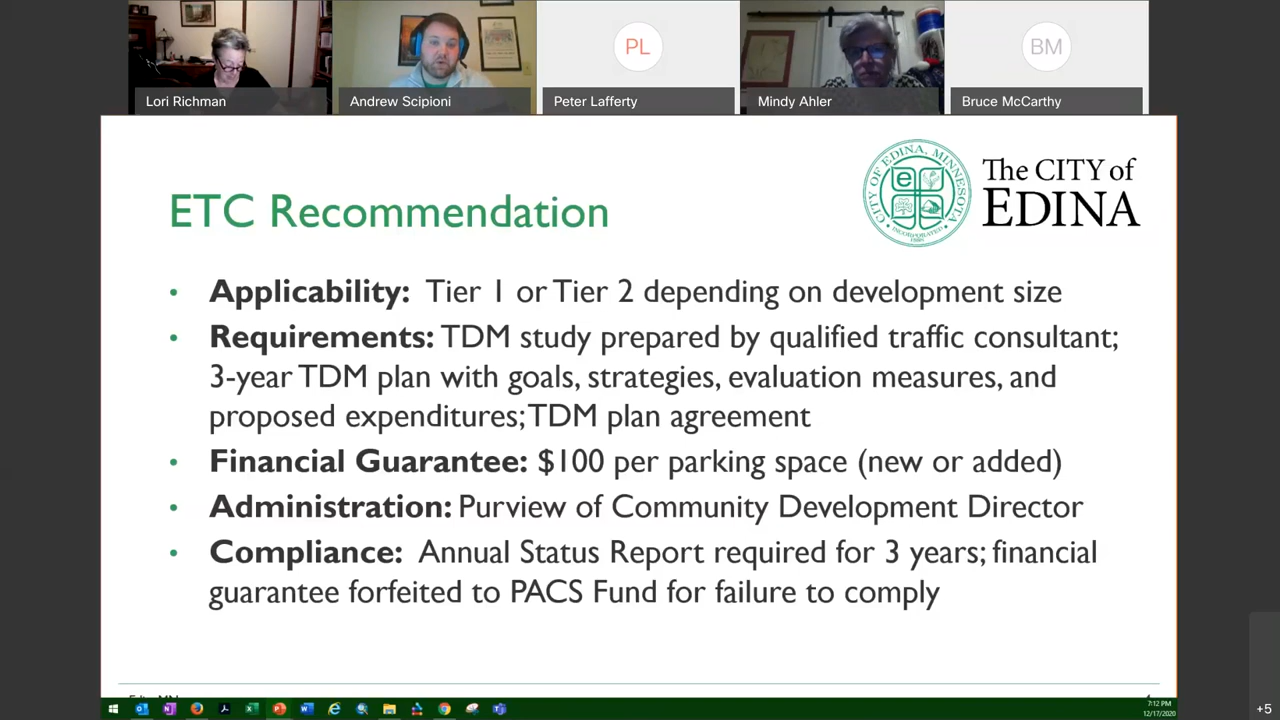 PL
BM
Lori Richman
Andrew Scipioni
Peter Lafferty
Mindy Ahler
Bruce McCarthy
CITY OF EDINA, MINNESOTA
e
INCORPORATED
1888
The CITY of
EDINA
ETC Recommendation
• Applicability: Tier 1 or Tier 2 depending on development size
• Requirements: TDM study prepared by qualified traffic consultant;
3-year TDM plan with goals, strategies, evaluation measures, and
proposed expenditures; TDM plan agreement
• Financial Guarantee: $100 per parking space (new or added)
• Administration: Purview of Community Development Director
• Compliance: Annual Status Report required for 3 years; financial
guarantee forfeited to PACS Fund for failure to comply
7:12 PM
12/17/2020
+5